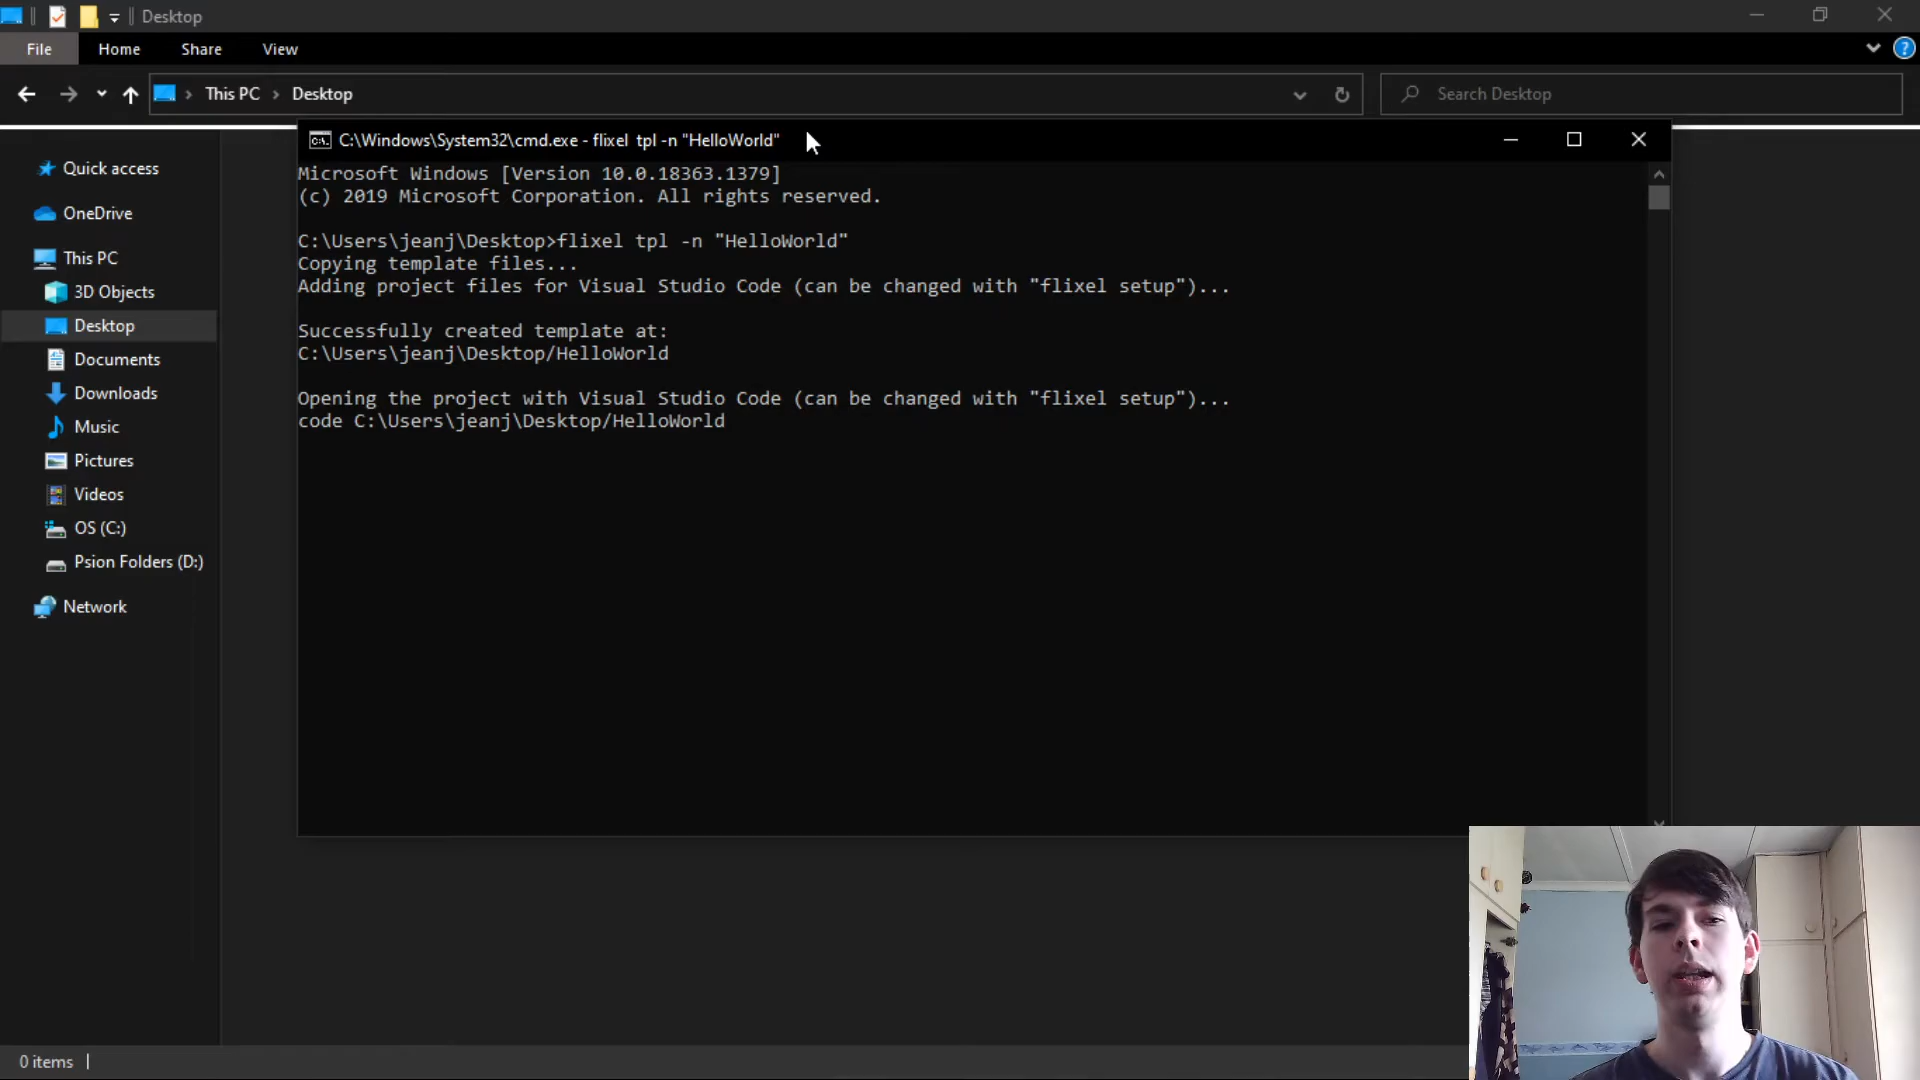 Desktop
File
Home
Share
View
This PC
Desktop
Search Desktop
C:\Windows\System32\cmd.exe - flixel  tpl -n "HelloWorld"
Microsoft Windows [Version 10.0.18363.1379]
(c) 2019 Microsoft Corporation. All rights reserved.
C:\Users\jeanj\Desktop>flixel tpl -n "HelloWorld"
Copying template files...
Adding project files for Visual Studio Code (can be changed with "flixel setup")...
Successfully created template at:
C:\Users\jeanj\Desktop/HelloWorld
Opening the project with Visual Studio Code (can be changed with "flixel setup")...
code C:\Users\jeanj\Desktop/HelloWorld
Quick access
OneDrive
This PC
3D Objects
Desktop
Documents
Downloads
Music
Pictures
Videos
OS (C:)
Psion Folders (D:)
Network
0 items